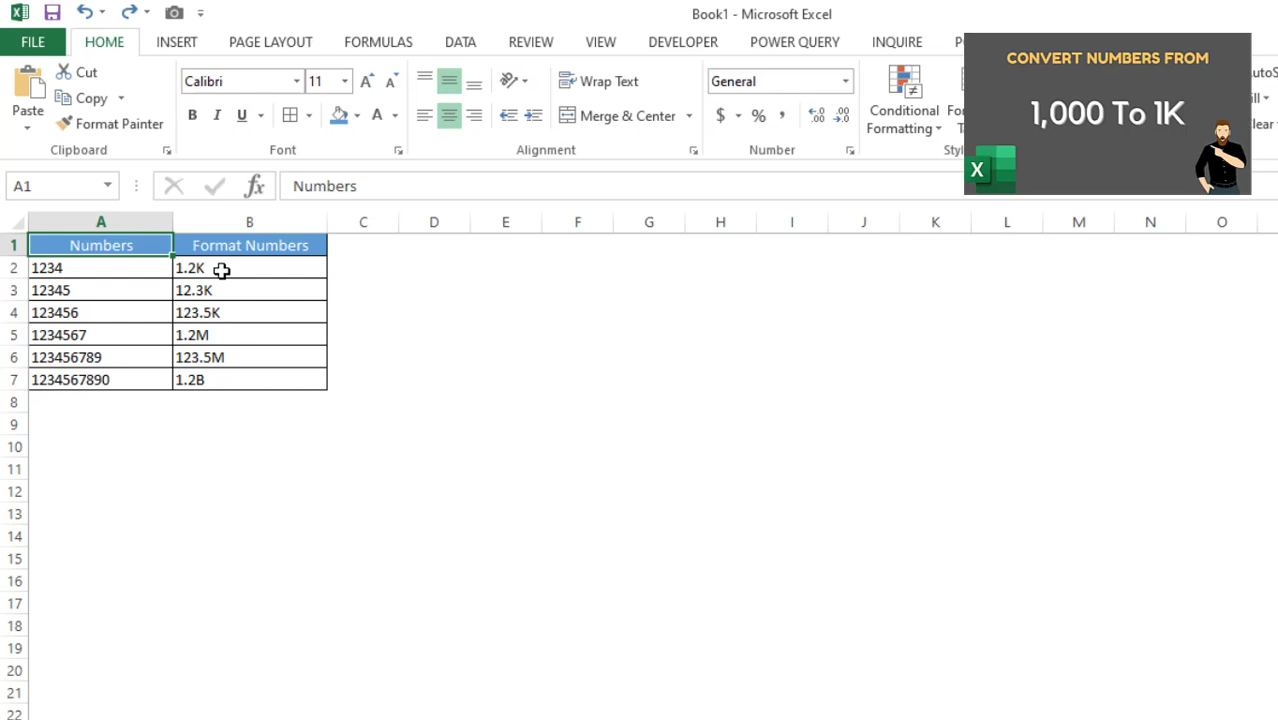 Book1 - Microsoft Excel
FILE HOME INSERT PAGE LAYOUT FORMULAS DATA REVIEW VIEW DEVELOPER POWER QUERY INQUIRE
Paste
Cut
Copy
Format Painter
Clipboard
Calibri 11
B I U A
Font
Wrap Text
Merge & Center
Alignment
General
$ % ,
Number
Conditional
Formatting
CONVERT NUMBERS FROM
1,000 To 1K
X
A1 fx Numbers
A B C D E F G H I J K L M N O
1 Numbers Format Numbers
2 1234 1.2K
3 12345 12.3K
4 123456 123.5K
5 1234567 1.2M
6 123456789 123.5M
7 1234567890 1.2B
8
9
10
11
12
13
14
15
16
17
18
19
20
21
22